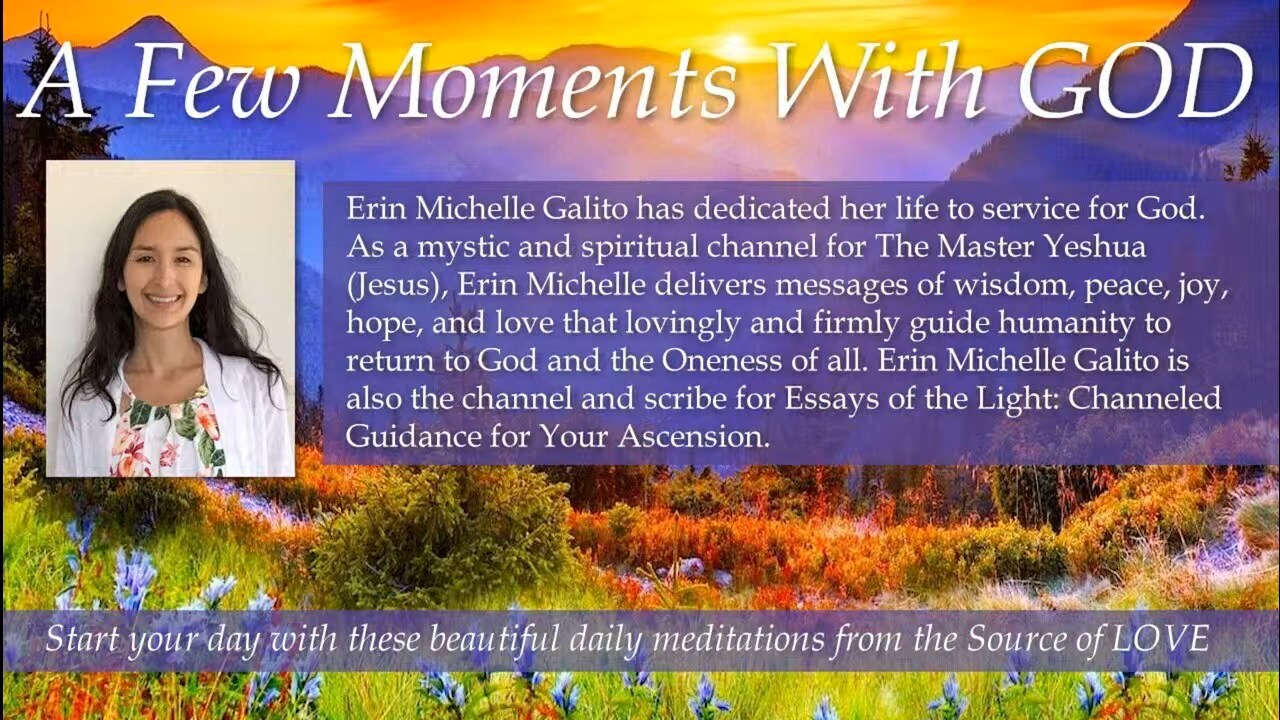 A Few Moments With GOD
Erin Michelle Galito has dedicated her life to service for God.
As a mystic and spiritual channel for The Master Yeshua
(Jesus), Erin Michelle delivers messages of wisdom, peace, joy,
hope, and love that lovingly and firmly guide humanity to
return to God and the Oneness of all. Erin Michelle Galito is
also the channel and scribe for Essays of the Light: Channeled
Guidance for Your Ascension.
Start your day with these beautiful daily meditations from the Source of LOVE